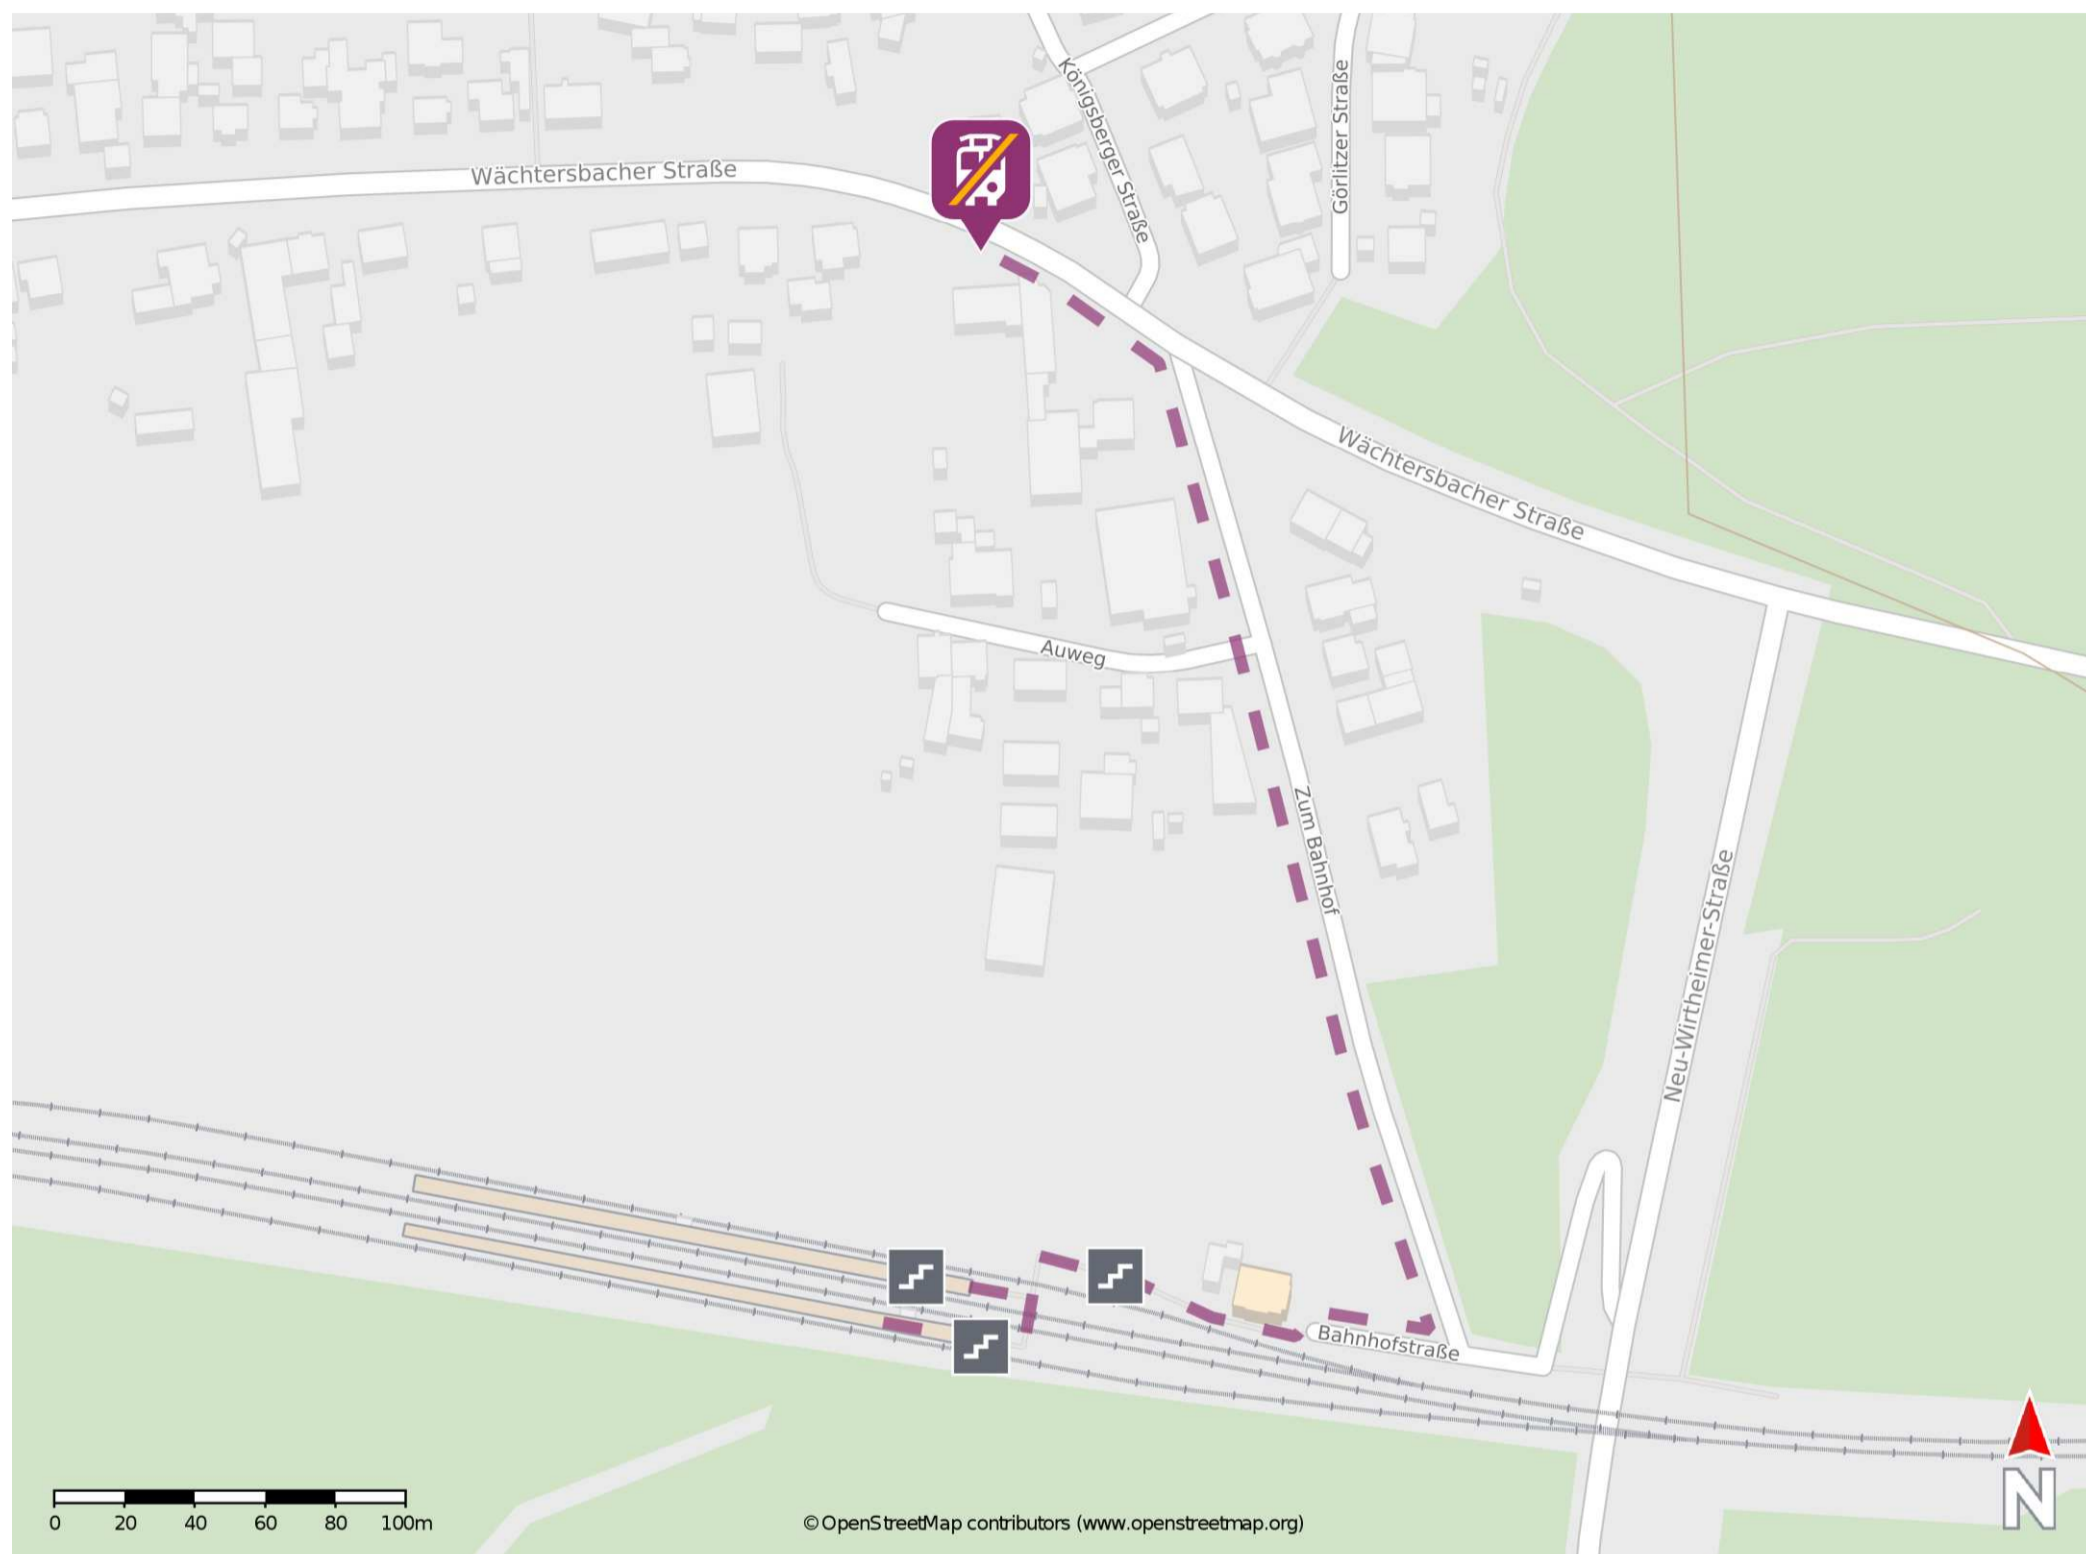 Königsberger Straße
Görlitzer Straße
Wächtersbacher Straße
Wächtersbacher Straße
Auweg
Zum Bahnhof
Neu-Wirtheimer-Straße
Bahnhofstraße
0 20 40 60 80 100m
© OpenStreetMap contributors (www.openstreetmap.org)
N